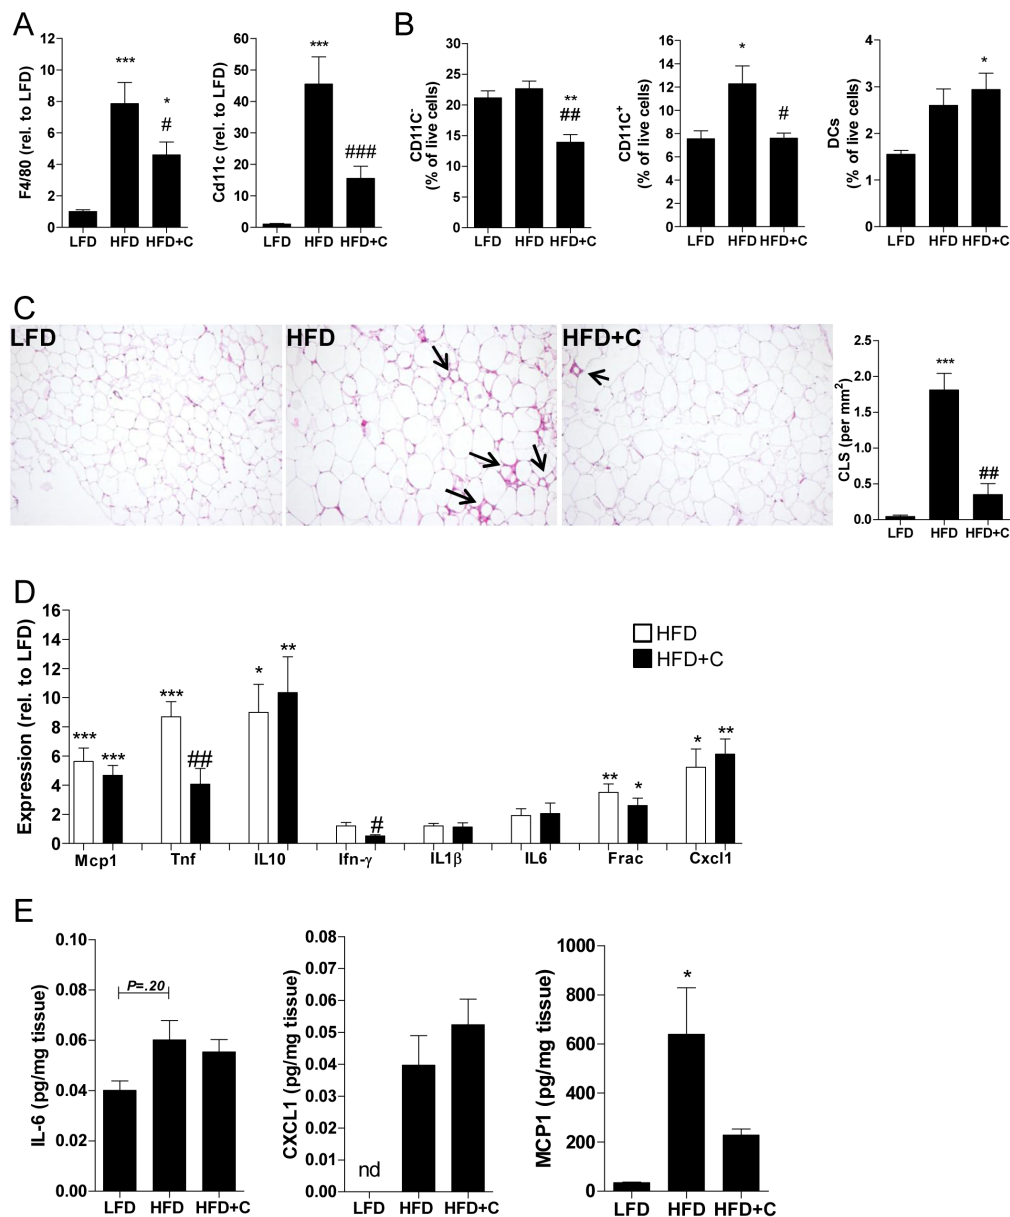 A
F4/80 (rel. to LFD)
12
10
8
6
4
2
0
***
*
#
LFD HFD HFD+C
Cd11c (rel. to LFD)
60
50
40
30
20
10
0
***
###
LFD HFD HFD+C
B
CD11C-
(% of live cells)
30
25
20
15
10
5
0
**
##
LFD HFD HFD+C
CD11C+
(% of live cells)
16
14
12
10
8
6
4
2
0
*
#
LFD HFD HFD+C
DCs
(% of live cells)
4
3
2
1
0
*
LFD HFD HFD+C
C
LFD
HFD
HFD+C
CLS (per mm2)
2.5
2.0
1.5
1.0
0.5
0.0
***
##
LFD HFD HFD+C
D
Expression (rel. to LFD)
16
14
12
10
8
6
4
2
0
HFD
HFD+C
*** ***
*** ##
* **
#
** *
* **
Mcp1 Tnf IL10 Ifn-γ IL1β IL6 Frac Cxcl1
E
IL-6 (pg/mg tissue)
0.10
0.08
0.06
0.04
0.02
0.00
P=.20
LFD HFD HFD+C
CXCL1 (pg/mg tissue)
0.08
0.07
0.06
0.05
0.04
0.03
0.02
0.01
0.00
nd
LFD HFD HFD+C
MCP1 (pg/mg tissue)
1000
800
600
400
200
0
*
LFD HFD HFD+C